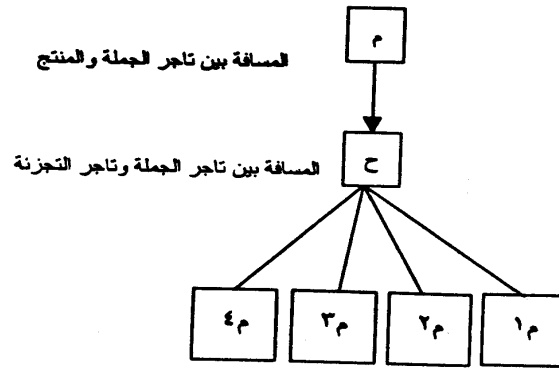 م
المسافة بين تاجر الجملة والمنتج
ح
المسافة بين تاجر الجملة وتاجر التجزئة
م١ م٢ م٣ م٤